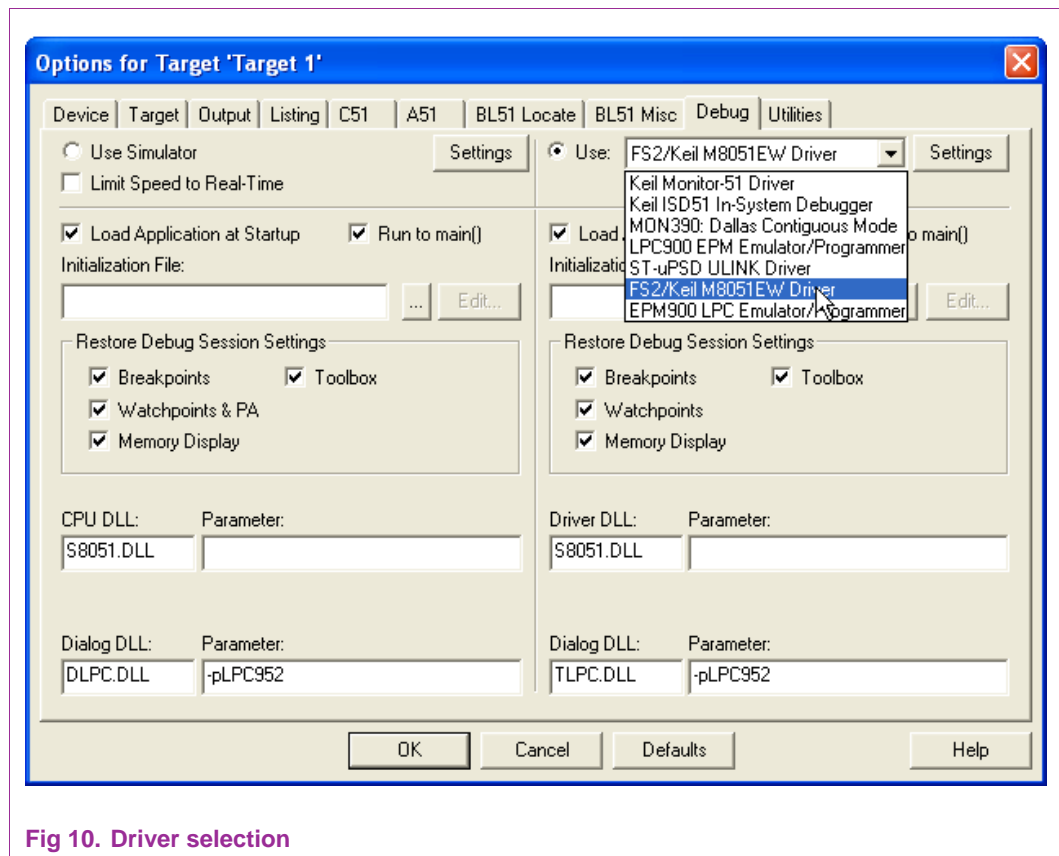 Options for Target 'Target 1'
Device Target Output Listing C51 A51 BL51 Locate BL51 Misc Debug Utilities
Use Simulator Settings Use: FS2/Keil M8051EW Driver Settings
Limit Speed to Real-Time
Keil Monitor-51 Driver
Keil ISD51 In-System Debugger
MON390: Dallas Contiguous Mode
LPC900 EPM Emulator/Programmer
ST-uPSD ULINK Driver
FS2/Keil M8051EW Driver
EPM900 LPC Emulator/Programmer
Load Application at Startup Run to main() Load o main()
Initialization File: Initializatio
... Edit... Edit...
Restore Debug Session Settings Restore Debug Session Settings
Breakpoints Toolbox Breakpoints Toolbox
Watchpoints & PA Watchpoints
Memory Display Memory Display
CPU DLL: Parameter: Driver DLL: Parameter:
S8051.DLL S8051.DLL
Dialog DLL: Parameter: Dialog DLL: Parameter:
DLPC.DLL -pLPC952 TLPC.DLL -pLPC952
OK Cancel Defaults Help
Fig 10. Driver selection